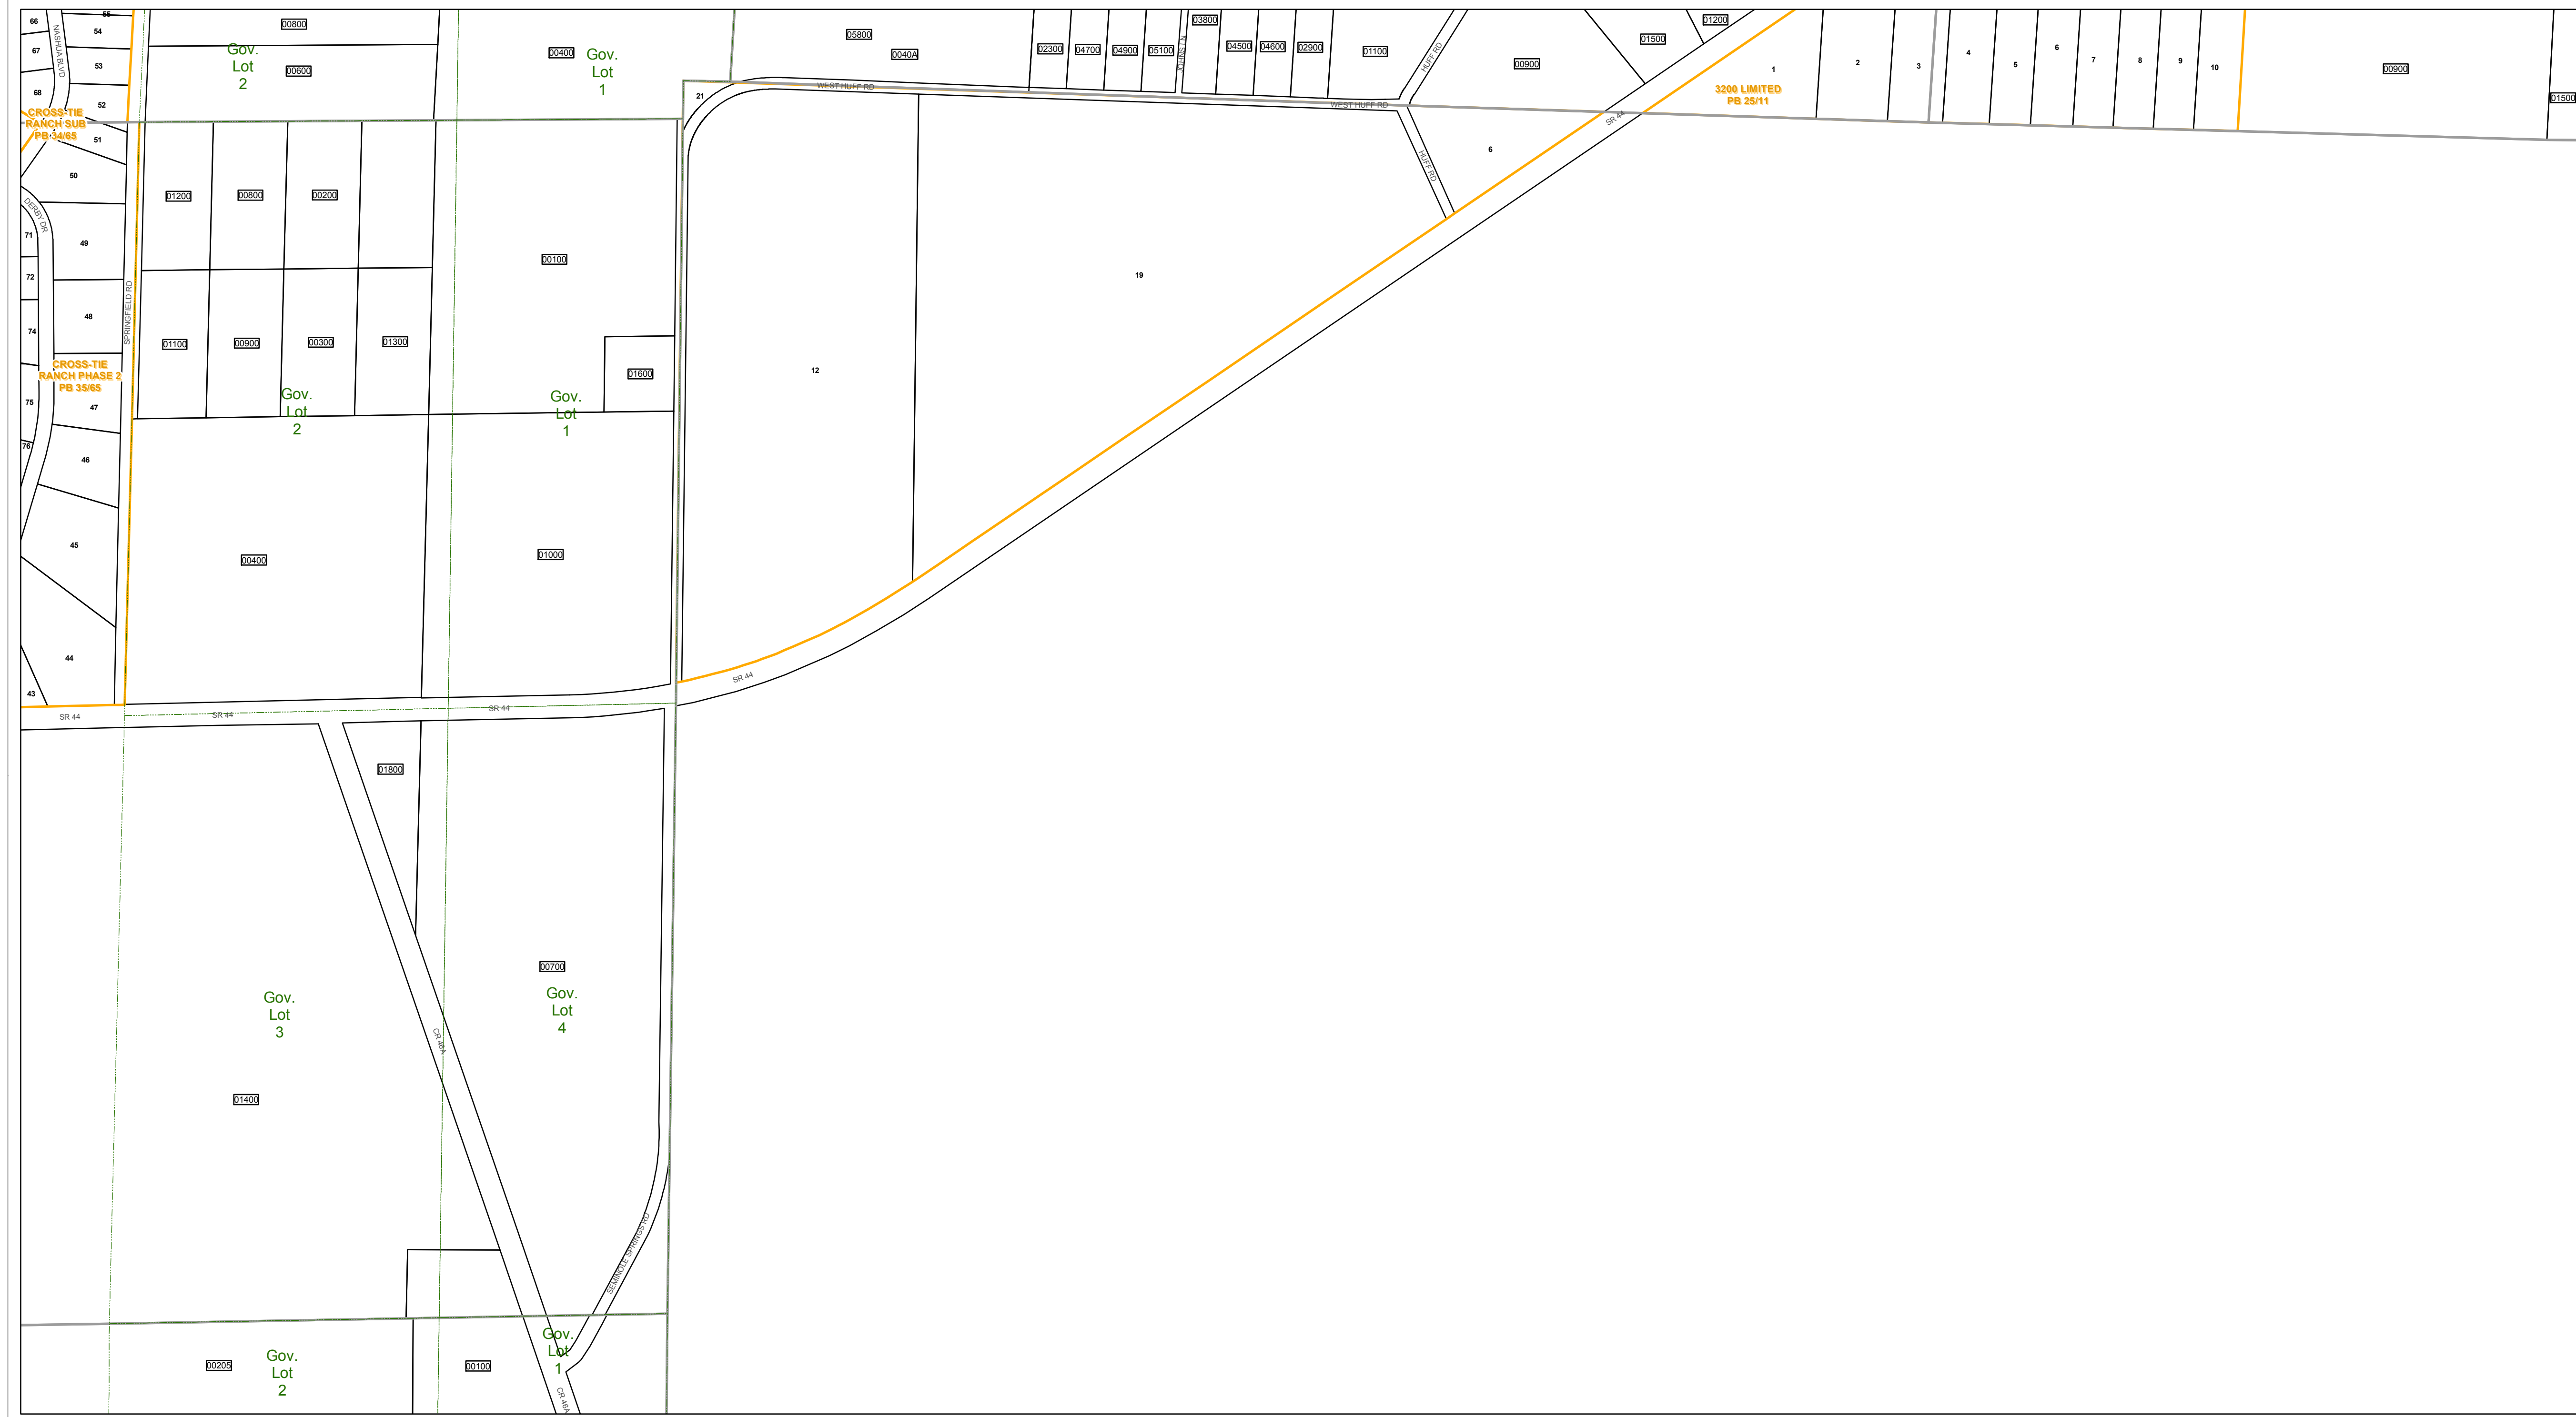 66
55
54
67
53
68
52
NASHUA BLVD
CROSS-TIE
RANCH SUB
PB 34/65
51
50
DERBY DR
71
49
72
48
74
CROSS-TIE
RANCH PHASE 2
PB 35/65
75
47
76
46
45
44
43
SPRINGFIELD RD
00800
Gov.
Lot
2
00600
00400
Gov.
Lot
1
05800
0040A
02300
04700
04900
05100
JOHNS LN
03800
04500
04600
02900
01100
HUFF RD
00900
01500
01200
21
WEST HUFF RD
WEST HUFF RD
HUFF RD
SR 44
6
3200 LIMITED
PB 25/11
1
2
3
4
5
6
7
8
9
10
00900
01500
01200
00800
00200
00100
01100
00900
00300
01300
01600
Gov.
Lot
2
Gov.
Lot
1
12
19
00400
01000
SR 44
SR 44
SR 44
SR 44
01800
00700
Gov.
Lot
3
Gov.
Lot
4
CR 46A
01400
SEMINOLE SPRINGS RD
00205
Gov.
Lot
2
00100
Gov.
Lot
1
CR 46A